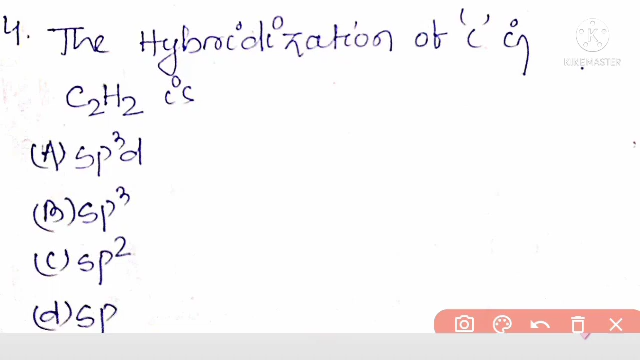 4. The Hybridization of 'C' in
KINEMASTER
C2H2 is
(A) sp³d
(B) sp³
(C) sp²
(d) sp